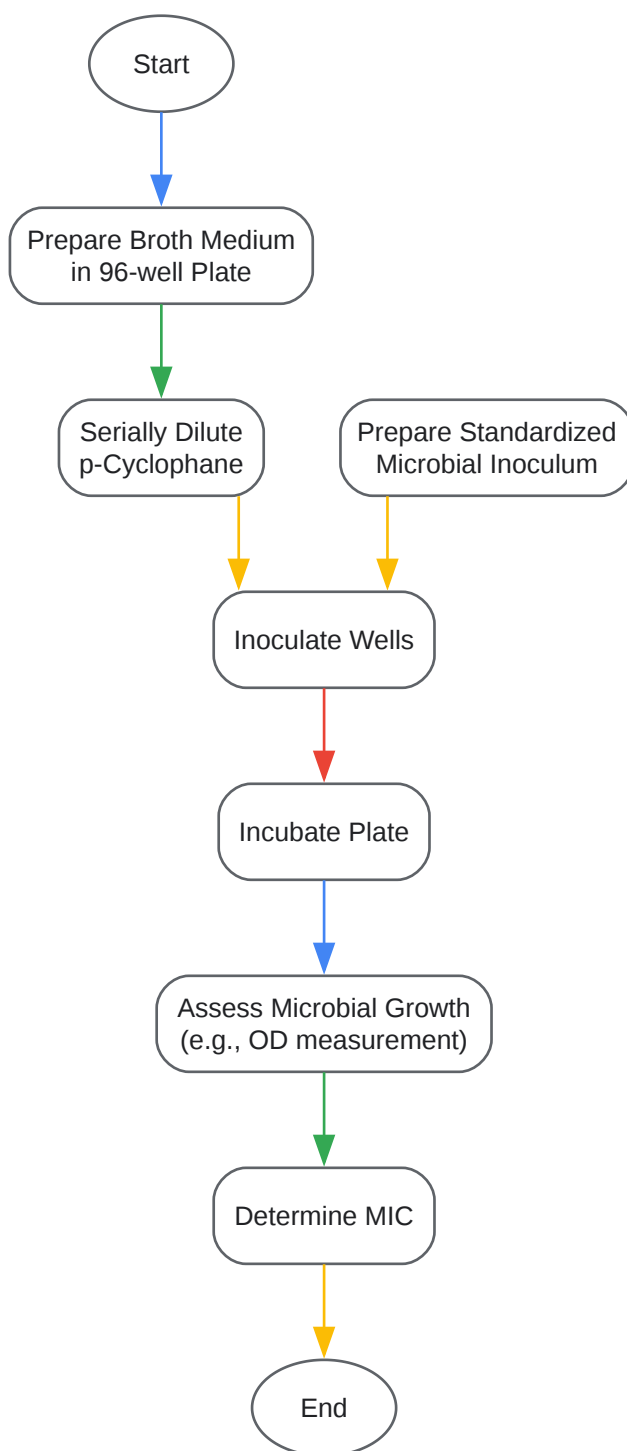 Start
Prepare Broth Medium
in 96-well Plate
Serially Dilute
p-Cyclophane
Prepare Standardized
Microbial Inoculum
Inoculate Wells
Incubate Plate
Assess Microbial Growth
(e.g., OD measurement)
Determine MIC
End